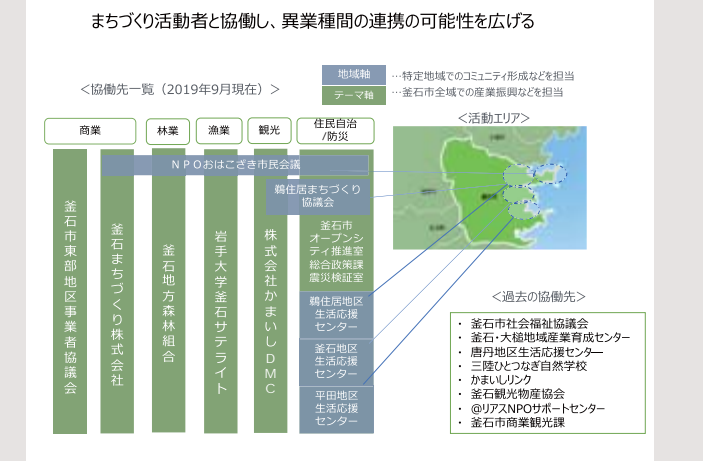 まちづくり活動者と協働し、異業種間の連携の可能性を広げる
＜協働先一覧（2019年9月現在）＞
地域軸
…特定地域でのコミュニティ形成などを担当
テーマ軸
…釜石市全域での産業振興などを担当
商業
林業
漁業
観光
住民自治
/防災
＜活動エリア＞
ＮＰＯおはこざき市民会議
鵜住居まちづくり
協議会
釜石市東部地区事業者協議会
釜石まちづくり株式会社
釜石地方森林組合
岩手大学釜石サテライト
株式会社かまいしＤＭＣ
釜石市
オープンシ
ティ推進室
総合政策課
震災検証室
鵜住居地区
生活応援
センター
釜石地区
生活応援
センター
平田地区
生活応援
センター
＜過去の協働先＞
・ 釜石市社会福祉協議会
・ 釜石・大槌地域産業育成センター
・ 唐丹地区生活応援センター
・ 三陸ひとつなぎ自然学校
・ かまいしリンク
・ 釜石観光物産協会
・ @リアスNPOサポートセンター
・ 釜石市商業観光課